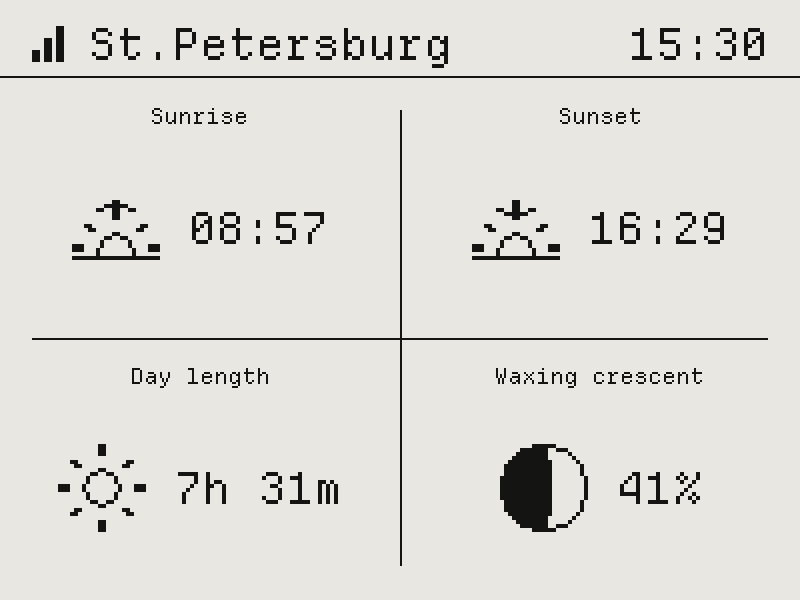 St.Petersburg 15:30
Sunrise
08:57
Sunset
16:29
Day length
7h 31m
Waxing crescent
41%